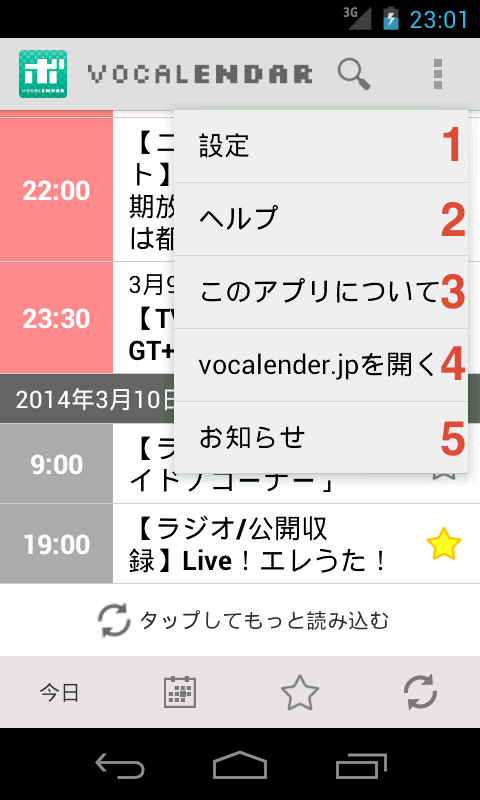 3G 23:01
ボ
VOCALENDAR
VOCALENDAR
設定 1
ヘルプ 2
このアプリについて 3
vocalender.jpを開く 4
お知らせ 5
22:00
【ニ
ト】
期放
は都
23:30
3月9
【TV
GT+
2014年3月10日
9:00
【ラ
イドノコーナー」
19:00
【ラジオ/公開収
録】Live！エレうた！
タップしてもっと読み込む
今日